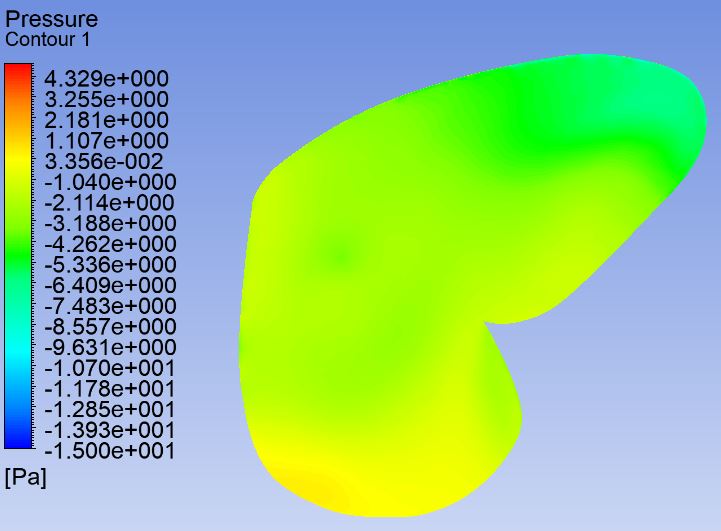 Pressure
Contour 1
4.329e+000
3.255e+000
2.181e+000
1.107e+000
3.356e-002
-1.040e+000
-2.114e+000
-3.188e+000
-4.262e+000
-5.336e+000
-6.409e+000
-7.483e+000
-8.557e+000
-9.631e+000
-1.070e+001
-1.178e+001
-1.285e+001
-1.393e+001
-1.500e+001
[Pa]